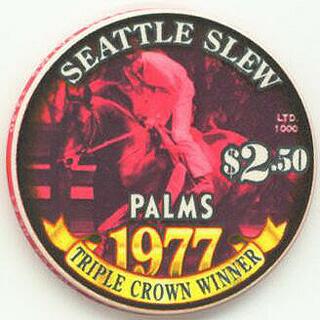 SEATTLE SLEW
LTD.
1000
$2.50
PALMS
1977
TRIPLE CROWN WINNER